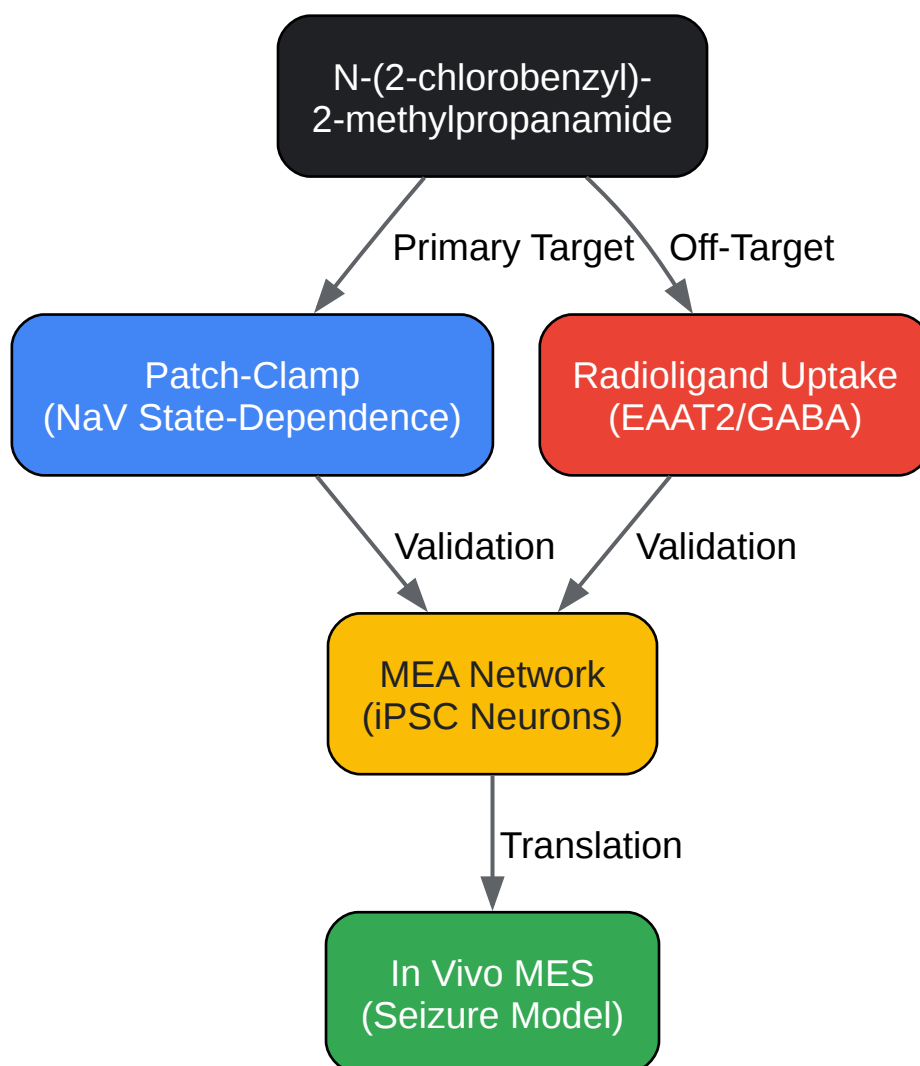 N-(2-chlorobenzyl)-
2-methylpropanamide
Primary Target
Off-Target
Patch-Clamp
(NaV State-Dependence)
Radioligand Uptake
(EAAT2/GABA)
Validation
Validation
MEA Network
(iPSC Neurons)
Translation
In Vivo MES
(Seizure Model)